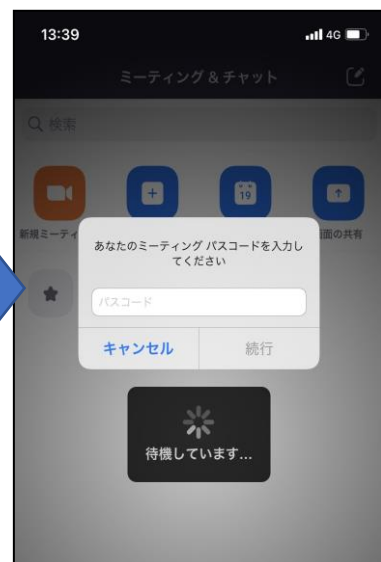 13:39
4G
ミーティング & チャット
検索
19
新規ミーティ
面の共有
あなたのミーティング パスコードを入力し
てください
パスコード
キャンセル
続行
待機しています...